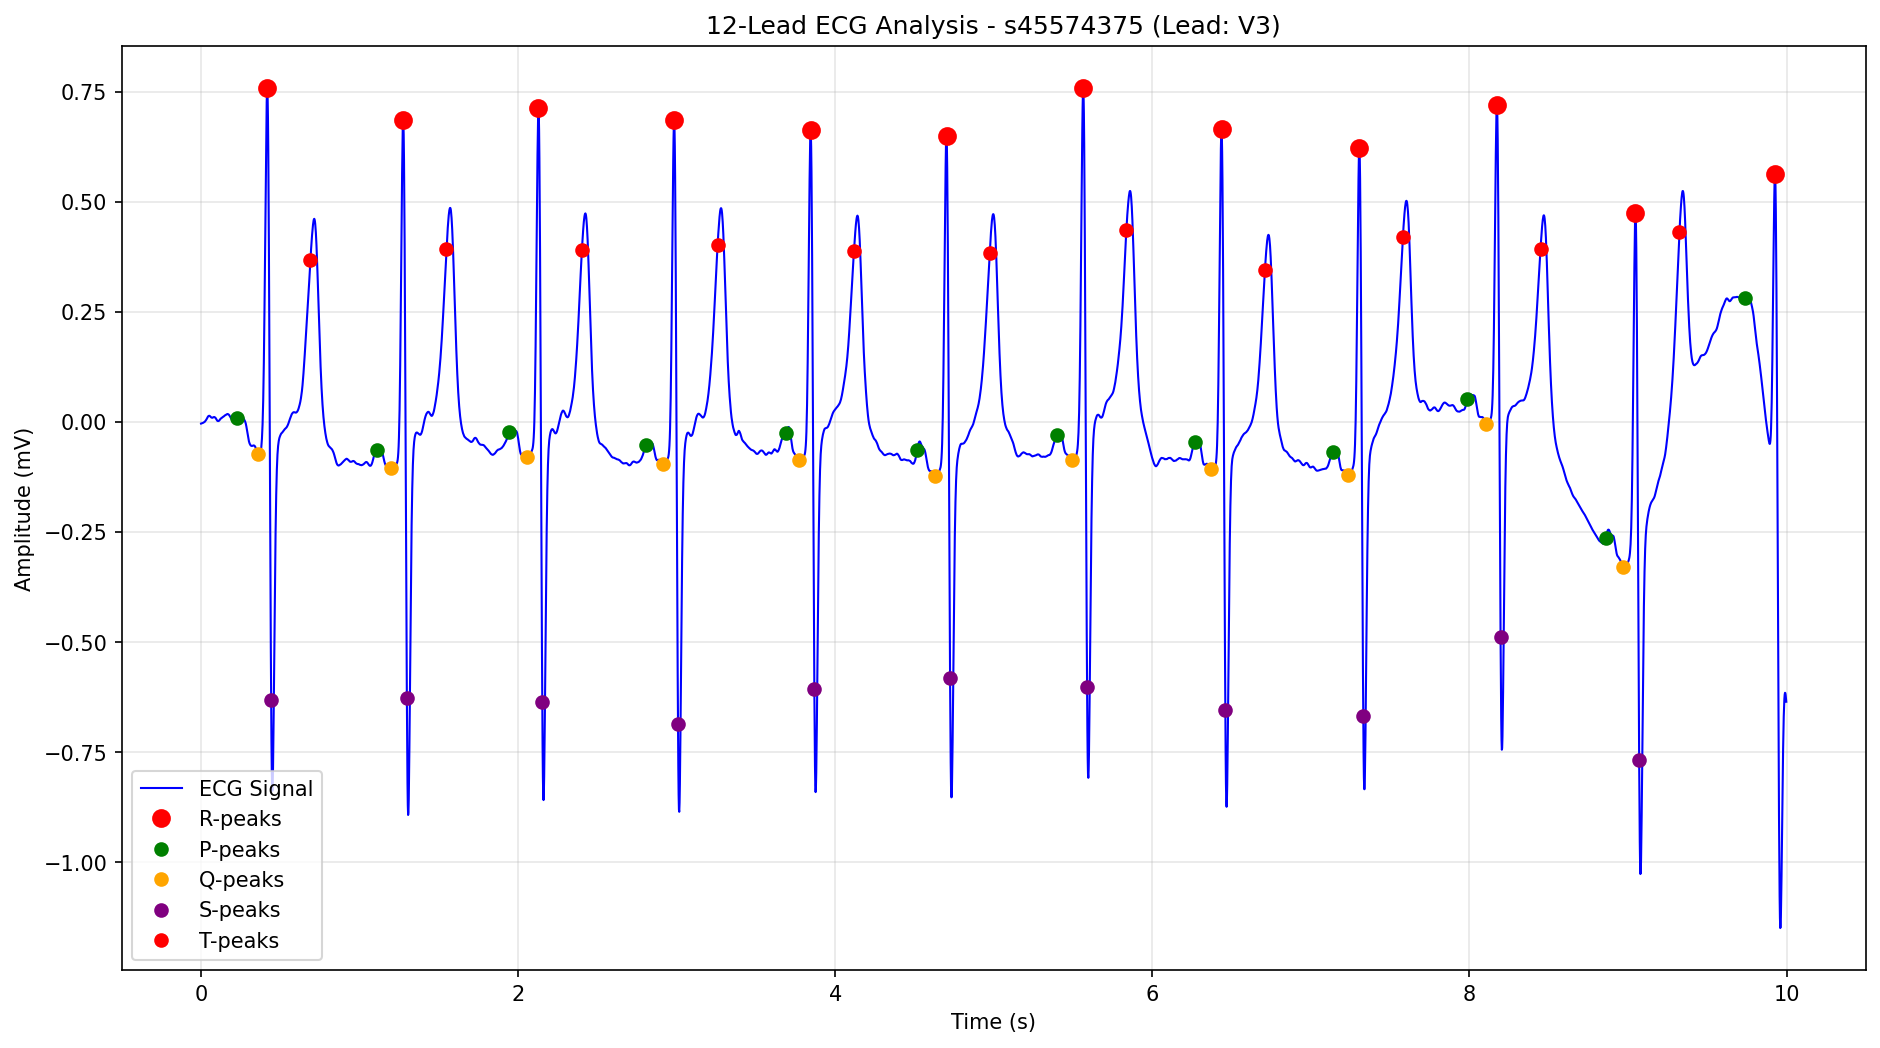 12-Lead ECG Analysis - s45574375 (Lead: V3)
Amplitude (mV)
0.75
0.50
0.25
0.00
−0.25
−0.50
−0.75
−1.00
ECG Signal
R-peaks
P-peaks
Q-peaks
S-peaks
T-peaks
0 2 4 6 8 10
Time (s)